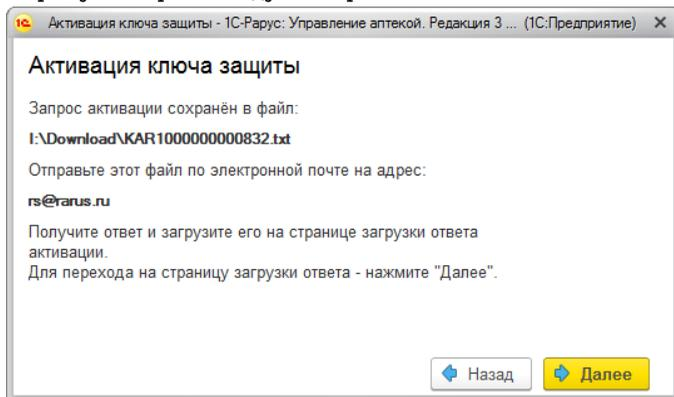 Активация ключа защиты - 1С-Рарус: Управление аптекой. Редакция 3 ... (1С:Предприятие)
Активация ключа защиты
Запрос активации сохранён в файл:
I:\Download\KAR1000000000832.txt
Отправьте этот файл по электронной почте на адрес:
rs@rarus.ru
Получите ответ и загрузите его на странице загрузки ответа
активации.
Для перехода на страницу загрузки ответа - нажмите "Далее".
Назад
Далее